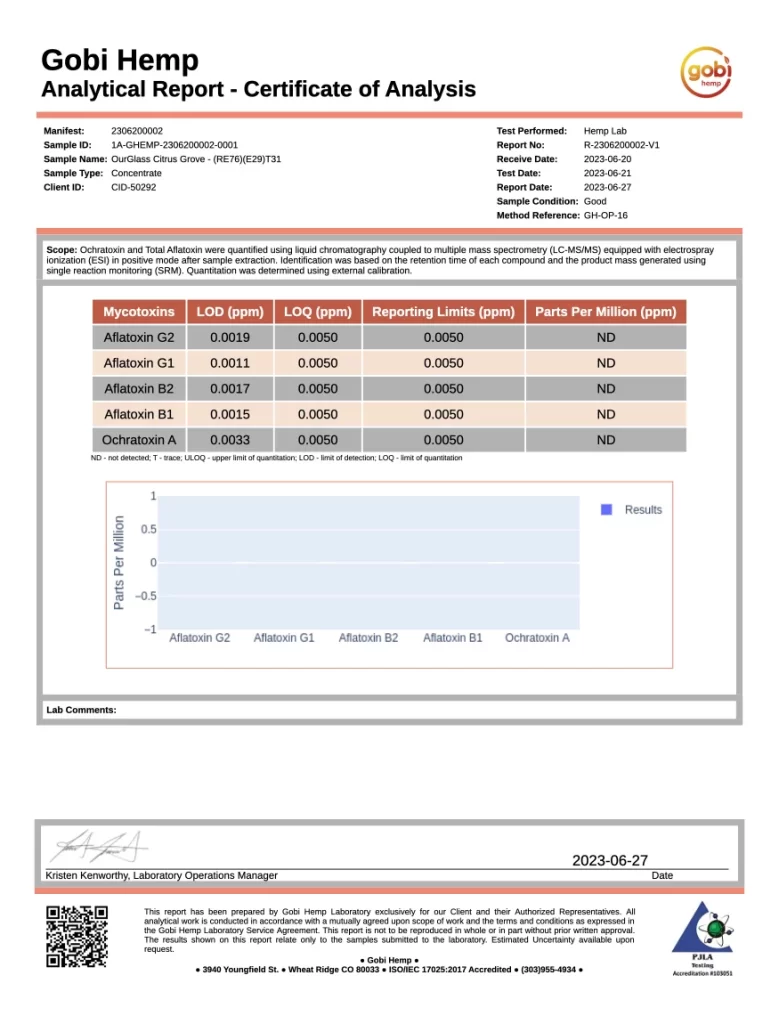 Gobi Hemp
Analytical Report - Certificate of Analysis
gobi
hemp
Manifest: 2306200002
Sample ID: 1A-GHEMP-2306200002-0001
Sample Name: OurGlass Citrus Grove - (RE76)(E29)T31
Sample Type: Concentrate
Client ID: CID-50292
Test Performed: Hemp Lab
Report No: R-2306200002-V1
Receive Date: 2023-06-20
Test Date: 2023-06-21
Report Date: 2023-06-27
Sample Condition: Good
Method Reference: GH-OP-16
Scope: Ochratoxin and Total Aflatoxin were quantified using liquid chromatography coupled to multiple mass spectrometry (LC-MS/MS) equipped with electrospray
ionization (ESI) in positive mode after sample extraction. Identification was based on the retention time of each compound and the product mass generated using
single reaction monitoring (SRM). Quantitation was determined using external calibration.
Mycotoxins LOD (ppm) LOQ (ppm) Reporting Limits (ppm) Parts Per Million (ppm)
Aflatoxin G2 0.0019 0.0050 0.0050 ND
Aflatoxin G1 0.0011 0.0050 0.0050 ND
Aflatoxin B2 0.0017 0.0050 0.0050 ND
Aflatoxin B1 0.0015 0.0050 0.0050 ND
Ochratoxin A 0.0033 0.0050 0.0050 ND
ND - not detected; T - trace; ULOQ - upper limit of quantitation; LOD - limit of detection; LOQ - limit of quantitation
Parts Per Million
1
0.5
0
−0.5
−1
Aflatoxin G2 Aflatoxin G1 Aflatoxin B2 Aflatoxin B1 Ochratoxin A
Results
Lab Comments:
2023-06-27
Kristen Kenworthy, Laboratory Operations Manager Date
This report has been prepared by Gobi Hemp Laboratory exclusively for our Client and their Authorized Representatives. All
analytical work is conducted in accordance with a mutually agreed upon scope of work and the terms and conditions as expressed in
the Gobi Hemp Laboratory Service Agreement. This report is not to be reproduced in whole or in part without prior written approval.
The results shown on this report relate only to the samples submitted to the laboratory. Estimated Uncertainty available upon
request.
● Gobi Hemp ●
● 3940 Youngfield St. ● Wheat Ridge CO 80033 ● ISO/IEC 17025:2017 Accredited ● (303)955-4934 ●
PJLA
Testing
Accreditation #103051